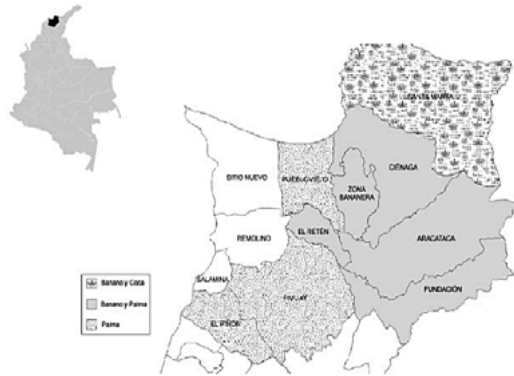 SANTA MARTA
CIÉNAGA
SITIO NUEVO
PUEBLOVIEJO
ZONA
BANANERA
EL RETÉN
REMOLINO
ARACATACA
SALAMINA
FUNDACIÓN
PIVIJAY
EL PIÑON
Banano y Coca
Banano y Palma
Palma